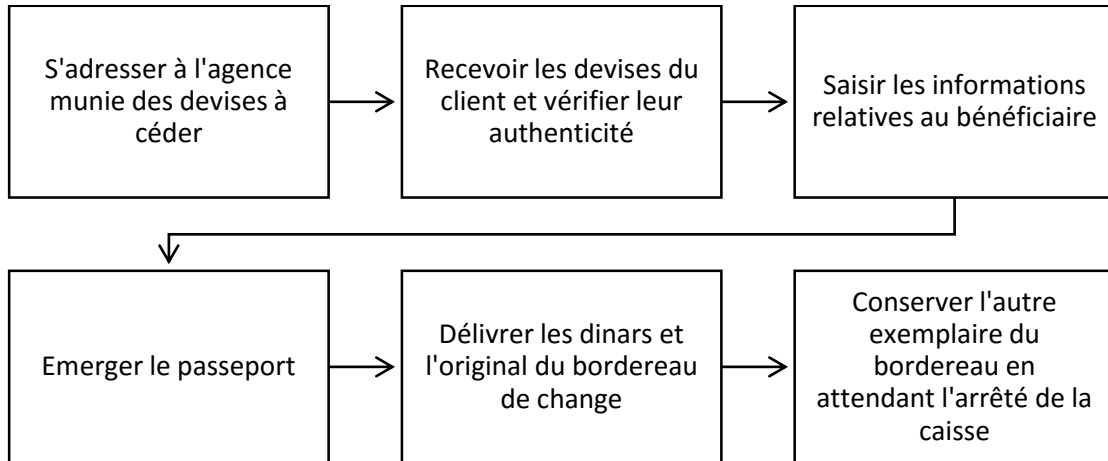 S'adresser à l'agence
munie des devises à
céder
Recevoir les devises du
client et vérifier leur
authenticité
Saisir les informations
relatives au bénéficiaire
Emerger le passeport
Délivrer les dinars et
l'original du bordereau
de change
Conserver l'autre
exemplaire du
bordereau en
attendant l'arrêté de la
caisse